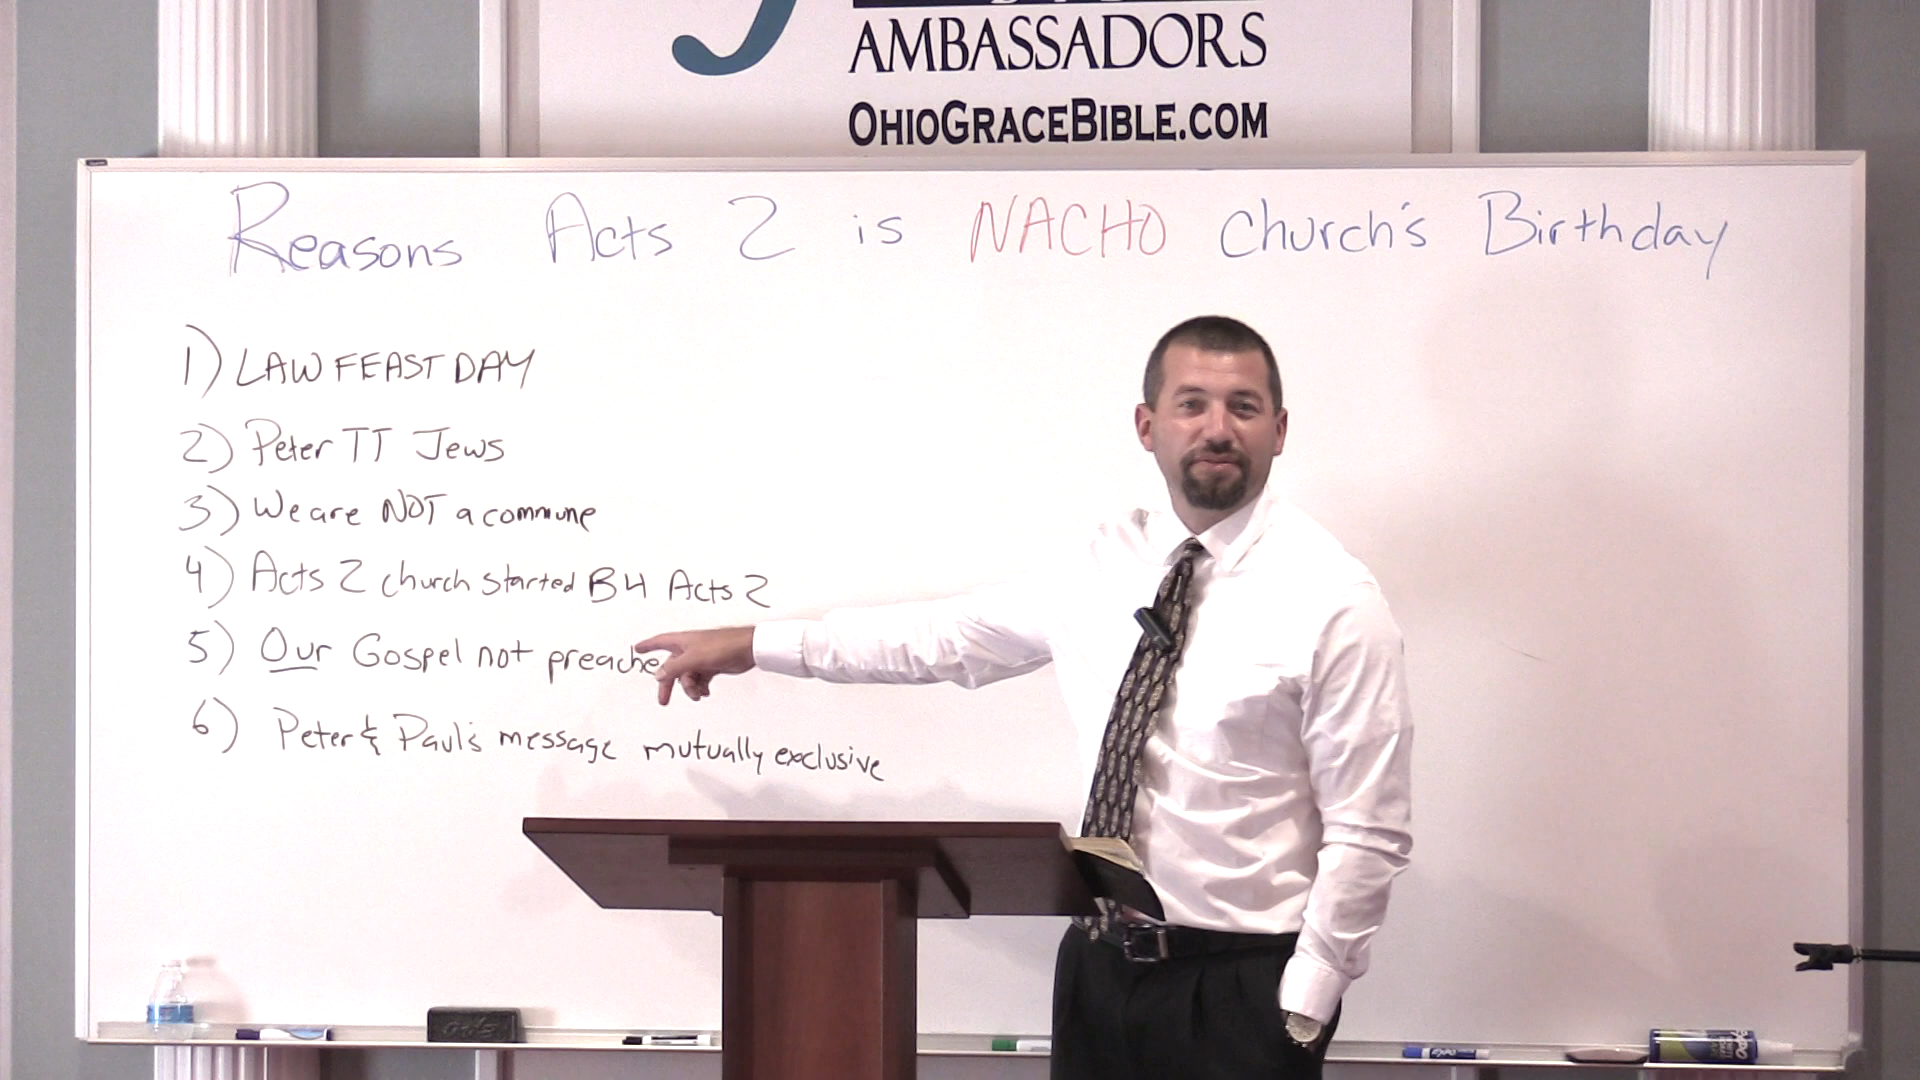 AMBASSADORS
OHIOGRACEBIBLE.COM
Reasons Acts 2 is NACHO Church's Birthday
1) LAW FEAST DAY
2) Peter TT Jews
3) We are NOT a commune
4) Acts 2 church started B4 Acts 2
5) Our Gospel not preache
6) Peter & Paul's message mutually exclusive
EXPO